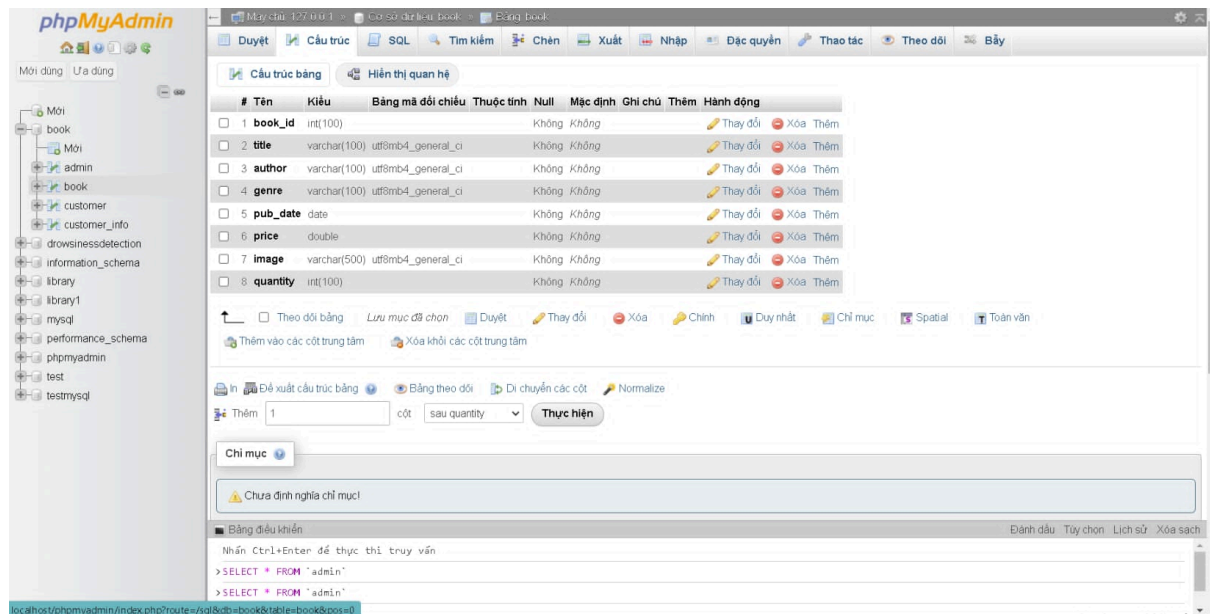 phpMyAdmin
Máy chủ: 127.0.0.1 » Cơ sở dữ liệu: book » Bảng: book
Duyệt Cấu trúc SQL Tìm kiếm Chèn Xuất Nhập Đặc quyền Thao tác Theo dõi Bẫy
Mới dùng Ưa dùng
Mới
book
Mới
admin
book
customer
customer_info
drowsinessdetection
information_schema
library
library1
mysql
performance_schema
phpmyadmin
test
testmysql
Cấu trúc bảng Hiển thị quan hệ
# Tên Kiểu Bảng mã đối chiếu Thuộc tính Null Mặc định Ghi chú Thêm Hành động
1 book_id int(100) Không Không Thay đổi Xóa Thêm
2 title varchar(100) utf8mb4_general_ci Không Không Thay đổi Xóa Thêm
3 author varchar(100) utf8mb4_general_ci Không Không Thay đổi Xóa Thêm
4 genre varchar(100) utf8mb4_general_ci Không Không Thay đổi Xóa Thêm
5 pub_date date Không Không Thay đổi Xóa Thêm
6 price double Không Không Thay đổi Xóa Thêm
7 image varchar(500) utf8mb4_general_ci Không Không Thay đổi Xóa Thêm
8 quantity int(100) Không Không Thay đổi Xóa Thêm
Theo dõi bảng Lưu mục đã chọn Duyệt Thay đổi Xóa Chính Duy nhất Chỉ mục Spatial Toàn văn
Thêm vào các cột trung tâm Xóa khỏi các cột trung tâm
In Đề xuất cấu trúc bảng Bảng theo dõi Di chuyển các cột Normalize
Thêm 1 cột sau quantity Thực hiện
Chỉ mục
Chưa định nghĩa chỉ mục!
Bảng điều khiển Đánh dấu Tùy chọn Lịch sử Xóa sạch
Nhấn Ctrl+Enter để thực thi truy vấn
>SELECT * FROM `admin`
>SELECT * FROM `admin`
localhost/phpmyadmin/index.php?route=/sql&db=book&table=book&pos=0